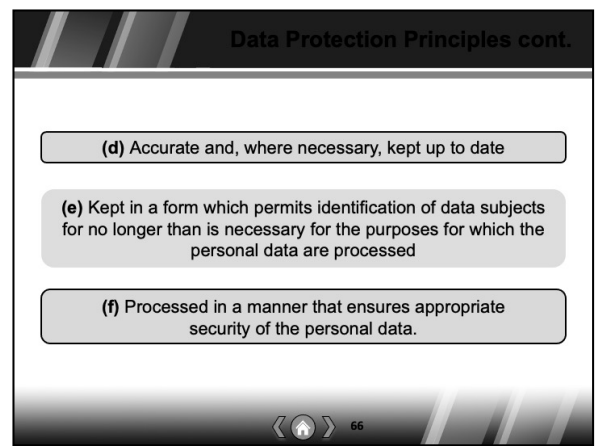 Data Protection Principles cont.
(d) Accurate and, where necessary, kept up to date
(e) Kept in a form which permits identification of data subjects
for no longer than is necessary for the purposes for which the
personal data are processed
(f) Processed in a manner that ensures appropriate
security of the personal data.
66